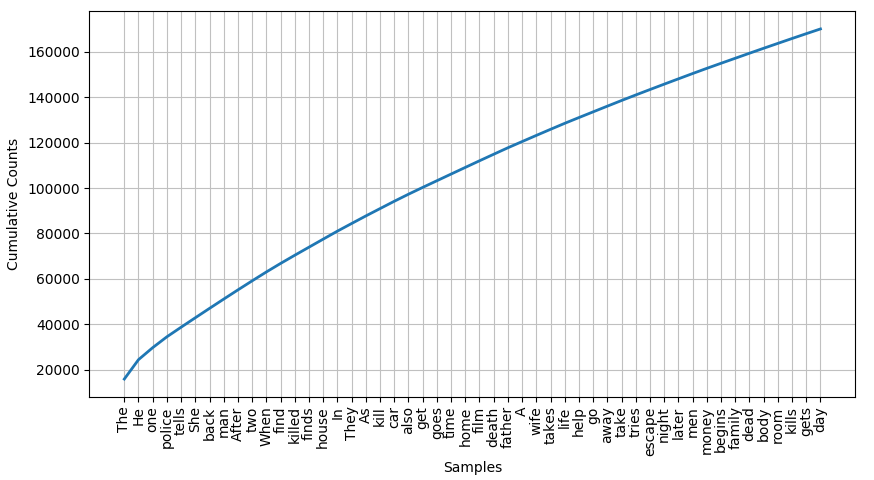 160000
140000
120000
100000
80000
60000
40000
20000
Cumulative Counts
The
He
one
police
tells
She
back
man
After
two
When
find
killed
finds
house
In
They
As
kill
car
also
get
goes
time
home
film
death
father
A
wife
takes
life
help
go
away
take
tries
escape
night
later
men
money
begins
family
dead
body
room
kills
gets
day
Samples